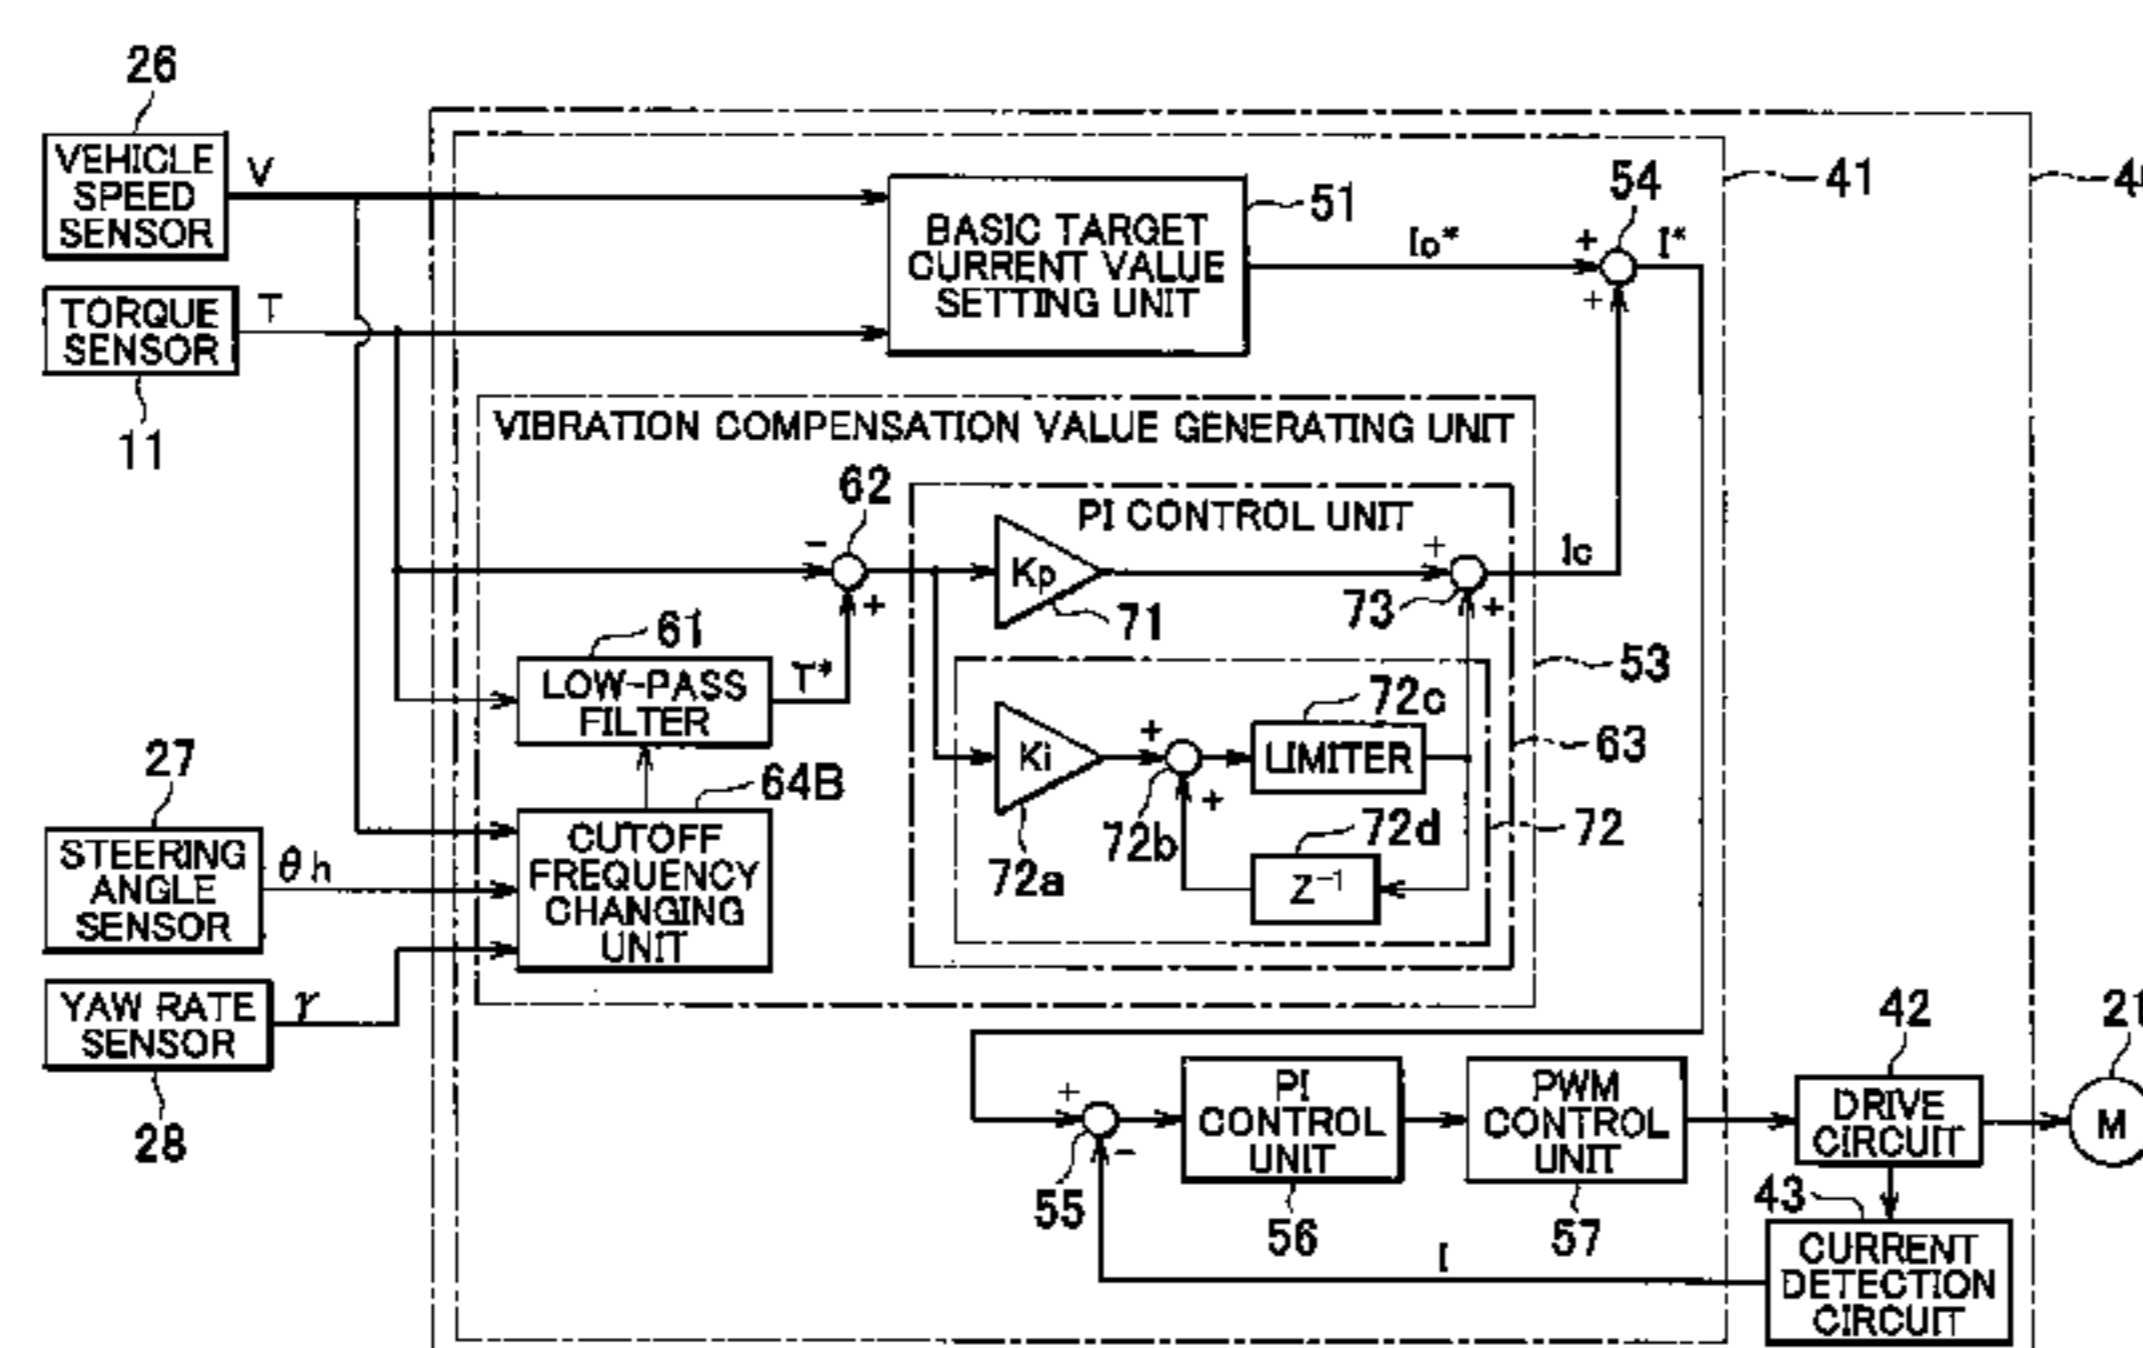 26
VEHICLE
SPEED
SENSOR
V
TORQUE
SENSOR
T
11
BASIC TARGET
CURRENT VALUE
SETTING UNIT
51
Io*
+
+
54
I*
41
VIBRATION COMPENSATION VALUE GENERATING UNIT
62
-
+
PI CONTROL UNIT
Kp
71
+
+
73
Ic
61
LOW-PASS
FILTER
T*
53
72c
Ki
72a
+
+
72b
LIMITER
63
72d
Z⁻¹
72
27
STEERING
ANGLE
SENSOR
θh
64B
CUTOFF
FREQUENCY
CHANGING
UNIT
YAW RATE
SENSOR
γ
28
+
-
55
PI
CONTROL
UNIT
56
PWM
CONTROL
UNIT
57
42
DRIVE
CIRCUIT
21
M
43
CURRENT
DETECTION
CIRCUIT
I